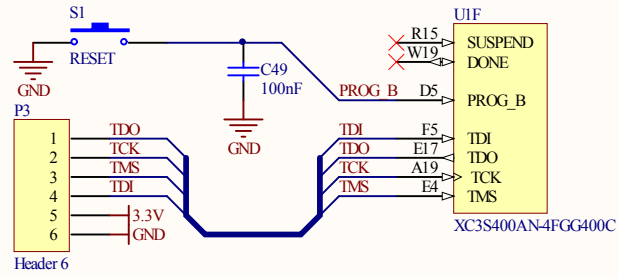 S1
RESET
GND
C49
100nF
GND
PROG_B
U1F
R15 SUSPEND
W19 DONE
D5 PROG_B
TDI F5 TDI
TDO E17 TDO
TCK A19 TCK
TMS E4 TMS
XC3S400AN-4FGG400C
P3
1 TDO
2 TCK
3 TMS
4 TDI
5 3.3V
6 GND
Header 6